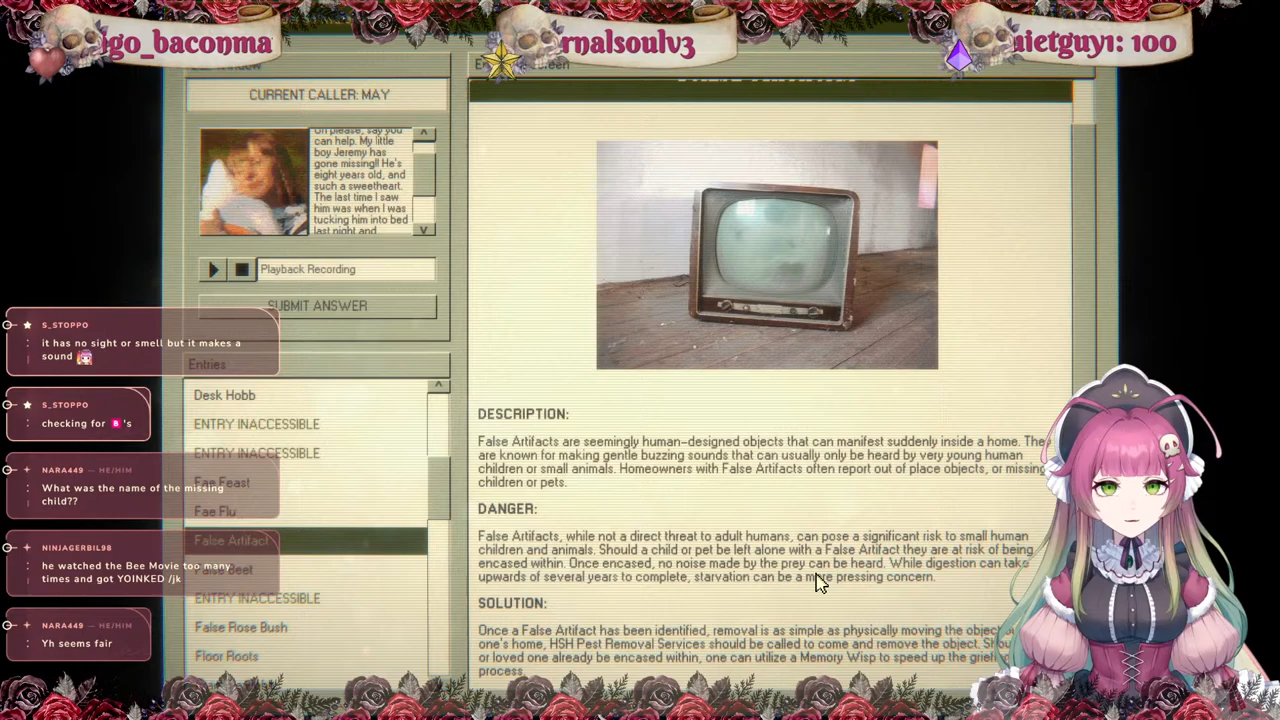 go_baconma
rnalsoulv3
uietguy1: 100
CURRENT CALLER: MAY
Oh please, say you
can help. My little
boy Jeremy has
gone missing! He's
eight years old, and
such a sweetheart.
The last time I saw
him was when I was
tucking him into bed
last night and
Playback Recording
SUBMIT ANSWER
Entries
Desk Hobb
ENTRY INACCESSIBLE
ENTRY INACCESSIBLE
Fae Feast
Fae Flu
False Artifact
ENTRY INACCESSIBLE
False Rose Bush
Floor Roots
DESCRIPTION:
False Artifacts are seemingly human-designed objects that can manifest suddenly inside a home. They
are known for making gentle buzzing sounds that can usually only be heard by very young human
children or small animals. Homeowners with False Artifacts often report out of place objects, or missing
children or pets.
DANGER:
False Artifacts, while not a direct threat to adult humans, can pose a significant risk to small human
children and animals. Should a child or pet be left alone with a False Artifact they are at risk of being
encased within. Once encased, no noise made by the prey can be heard. While digestion can take
upwards of several years to complete, starvation can be a more pressing concern.
SOLUTION:
Once a False Artifact has been identified, removal is as simple as physically moving the object
one's home, HSH Pest Removal Services should be called to come and remove the object.
or loved one already be encased within, one can utilize a Memory Wisp to speed up the
process.
S_STOPPO
it has no sight or smell but it makes a
sound
S_STOPPO
checking for B's
NARA449 — HE/HIM
What was the name of the missing
child??
NINJAGERBIL98
he watched the Bee Movie too many
times and got YOINKED /jk
NARA449 — HE/HIM
Yh seems fair